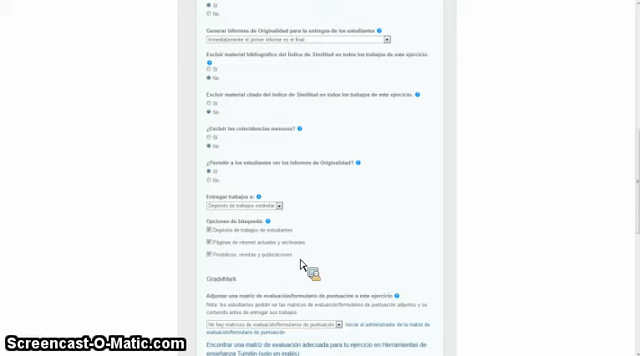 Sí
No
Generar Informes de Originalidad para la entregas de los estudiantes
Inmediatamente el primer informe es el final
Excluir material bibliográfico del Índice de Similitud en todos los trabajos de este ejercicio.
Sí
No
Excluir material citado del Índice de Similitud en todos los trabajos de este ejercicio.
Sí
No
¿Excluir las coincidencias menores?
Sí
No
¿Permitir a los estudiantes ver los Informes de Originalidad?
Sí
No
Entregar trabajos a:
Depósito de trabajos estándar
Opciones de búsqueda:
Depósito de trabajos de estudiantes
Páginas de internet actuales y archivadas
Periódicos, revistas y publicaciones
GradeMark
Adjuntar una matriz de evaluación/formulario de puntuación a este ejercicio
Nota: los estudiantes podrán ver las matrices de evaluación/formularios de puntuación adjuntos y su
contenido antes de entregar sus trabajos.
No hay matrices de evaluación/formularios de puntuación Iniciar el administrador de la matriz de
evaluación/formulario de puntuación
Encontrar una matriz de evaluación adecuada para tu ejercicio en Herramientas de
enseñanza Turnitin (solo en inglés)
Screencast-O-Matic.com